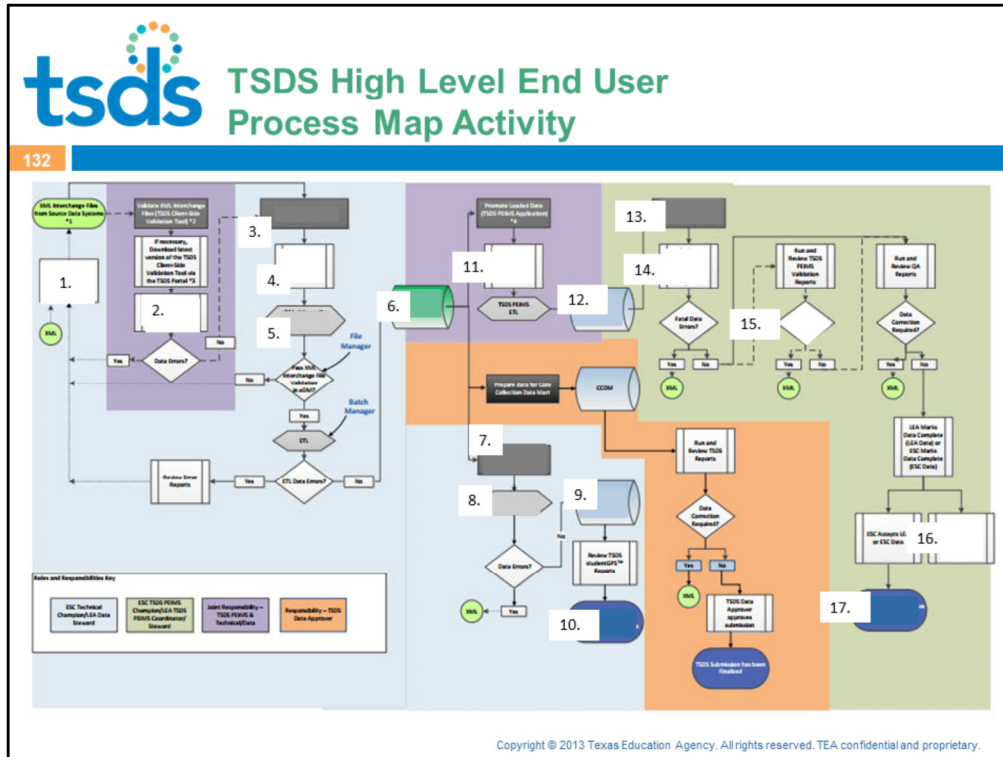 tsds
TSDS High Level End User
Process Map Activity
132
XML Interchange Files
from Source Data Systems
*1
Validate XML Interchange
Files (TSDS Client-Side
Validation Tool) *2
If necessary,
Download latest
version of the TSDS
Client-Side
Validation Tool via
the TSDS Portal *3
1.
2.
XML
Data Errors?
Yes
No
3.
4.
5.
File
Manager
Pass XML
Interchange File
Validation
in eDM?
No
Yes
Batch
Manager
ETL
ETL Data Errors?
Yes
No
Review Error
Reports
6.
Promote Loaded Data
(TSDS PEIMS Application)
*4
11.
TSDS PEIMS
ETL
12.
Prepare data for Core
Collection Data Mart
CCDM
7.
8.
9.
No
Data Errors?
Yes
XML
Review TSDS
studentGPS™
Reports
10.
13.
14.
Fatal Data
Errors?
Yes
No
XML
Run and
Review TSDS
PEIMS
Validation
Reports
15.
Yes
No
XML
Run and
Review QA
Reports
Data
Correction
Required?
Yes
No
XML
Run and
Review TSDS
Reports
Data
Correction
Required?
Yes
No
XML
TSDS Data
Approver
approves
submission
TSDS Submission has been
Finalized
LEA Marks
Data Complete
(LEA Data) or
ESC Marks
Data Complete
(ESC Data)
ESC Accepts LE
or ESC Data
16.
17.
Roles and Responsibilities Key
ESC Technical
Champion/LEA Data
Steward
ESC TSDS PEIMS
Champion/LEA TSDS
PEIMS Coordinator/
Steward
Joint Responsibility –
TSDS PEIMS &
Technical/Data
Responsibility – TSDS
Data Approver
Copyright © 2013 Texas Education Agency. All rights reserved. TEA confidential and proprietary.